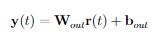 y(t) = W_out r(t) + b_out